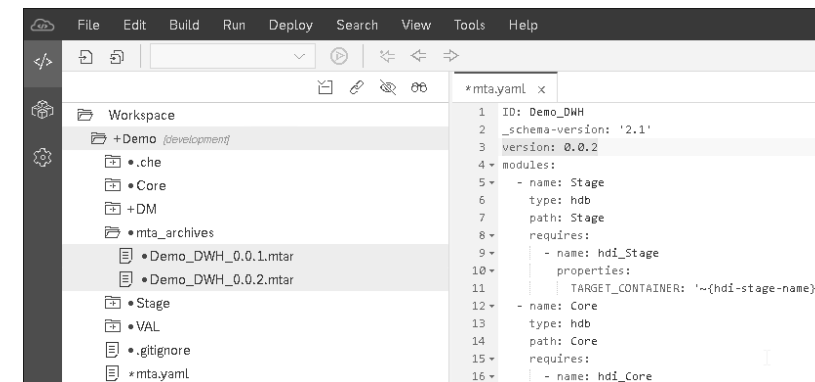 File Edit Build Run Deploy Search View Tools Help
*mta.yaml x
Workspace
+Demo [development]
.che
Core
+DM
mta_archives
Demo_DWH_0.0.1.mtar
Demo_DWH_0.0.2.mtar
Stage
VAL
.gitignore
*mta.yaml
1 ID: Demo_DWH
2 _schema-version: '2.1'
3 version: 0.0.2
4 modules:
5 - name: Stage
6 type: hdb
7 path: Stage
8 requires:
9 - name: hdi_Stage
10 properties:
11 TARGET_CONTAINER: '~{hdi-stage-name}
12 - name: Core
13 type: hdb
14 path: Core
15 requires:
16 - name: hdi_Core